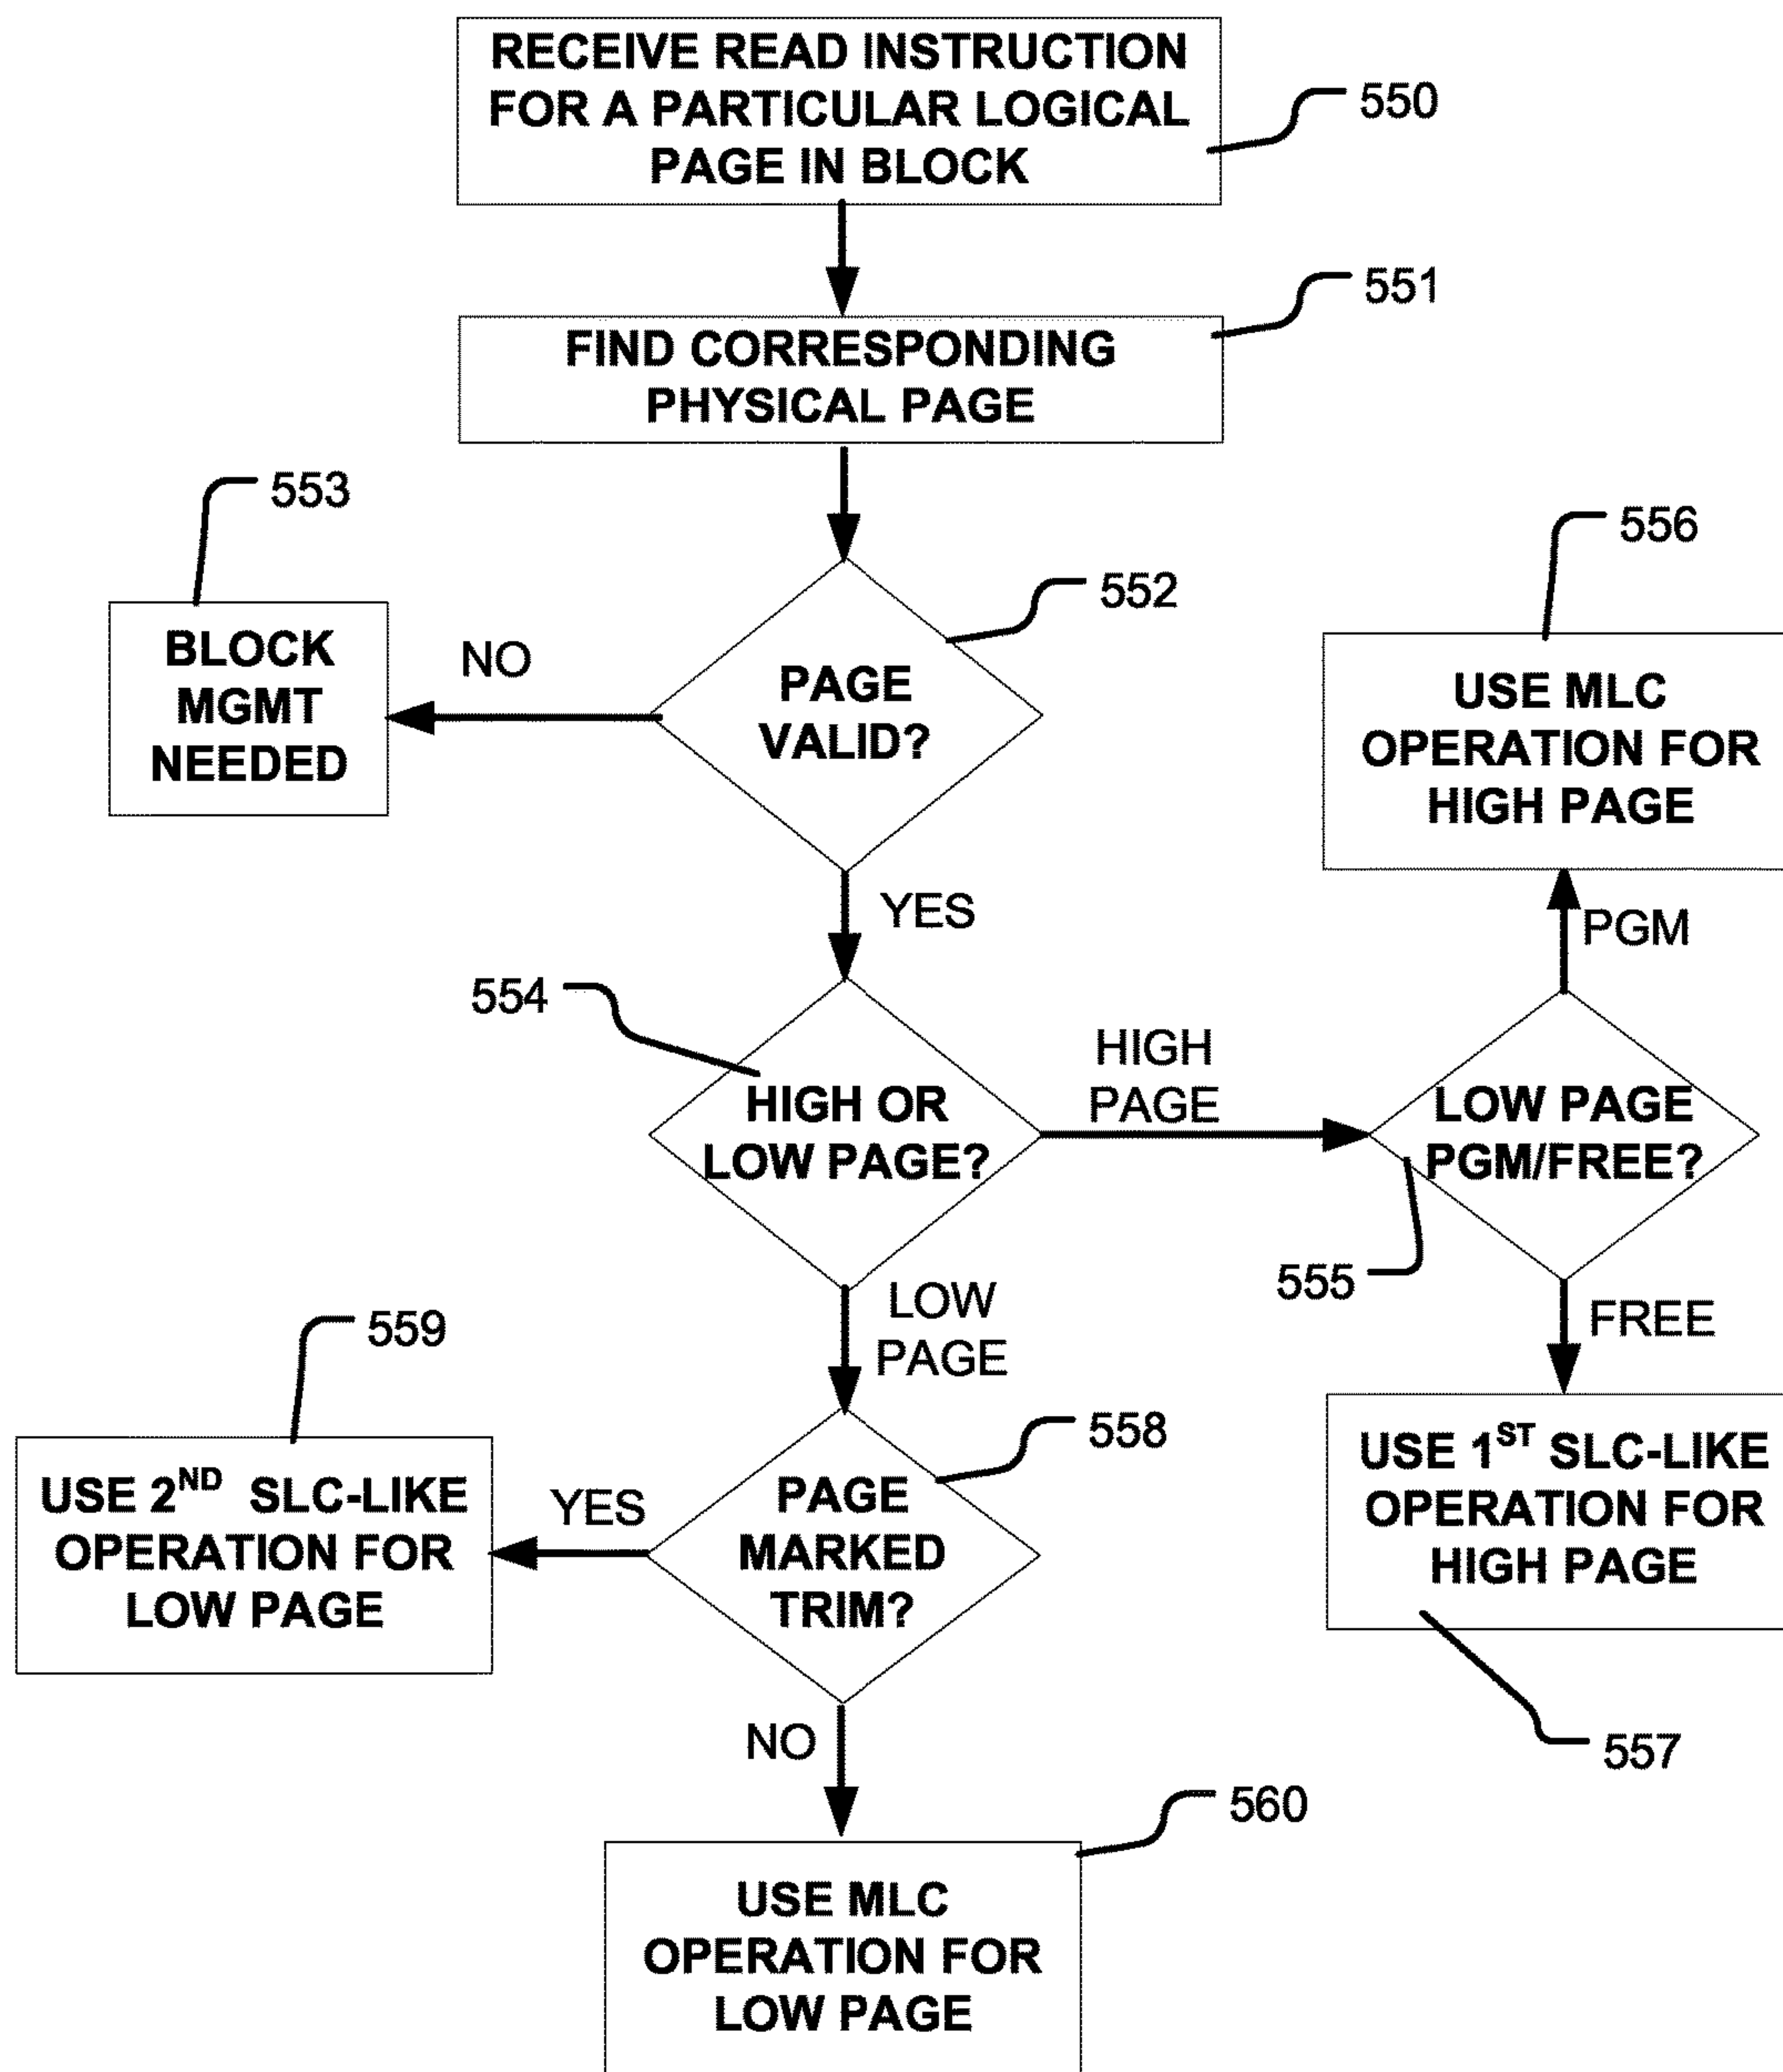 RECEIVE READ INSTRUCTION
FOR A PARTICULAR LOGICAL
PAGE IN BLOCK
550
551
FIND CORRESPONDING
PHYSICAL PAGE
553
552
556
BLOCK
MGMT
NEEDED
NO
PAGE
VALID?
USE MLC
OPERATION FOR
HIGH PAGE
YES
PGM
554
HIGH OR
LOW PAGE?
HIGH
PAGE
LOW PAGE
PGM/FREE?
555
LOW
PAGE
FREE
559
558
USE 2ND SLC-LIKE
OPERATION FOR
LOW PAGE
YES
PAGE
MARKED
TRIM?
USE 1ST SLC-LIKE
OPERATION FOR
HIGH PAGE
557
NO
560
USE MLC
OPERATION FOR
LOW PAGE